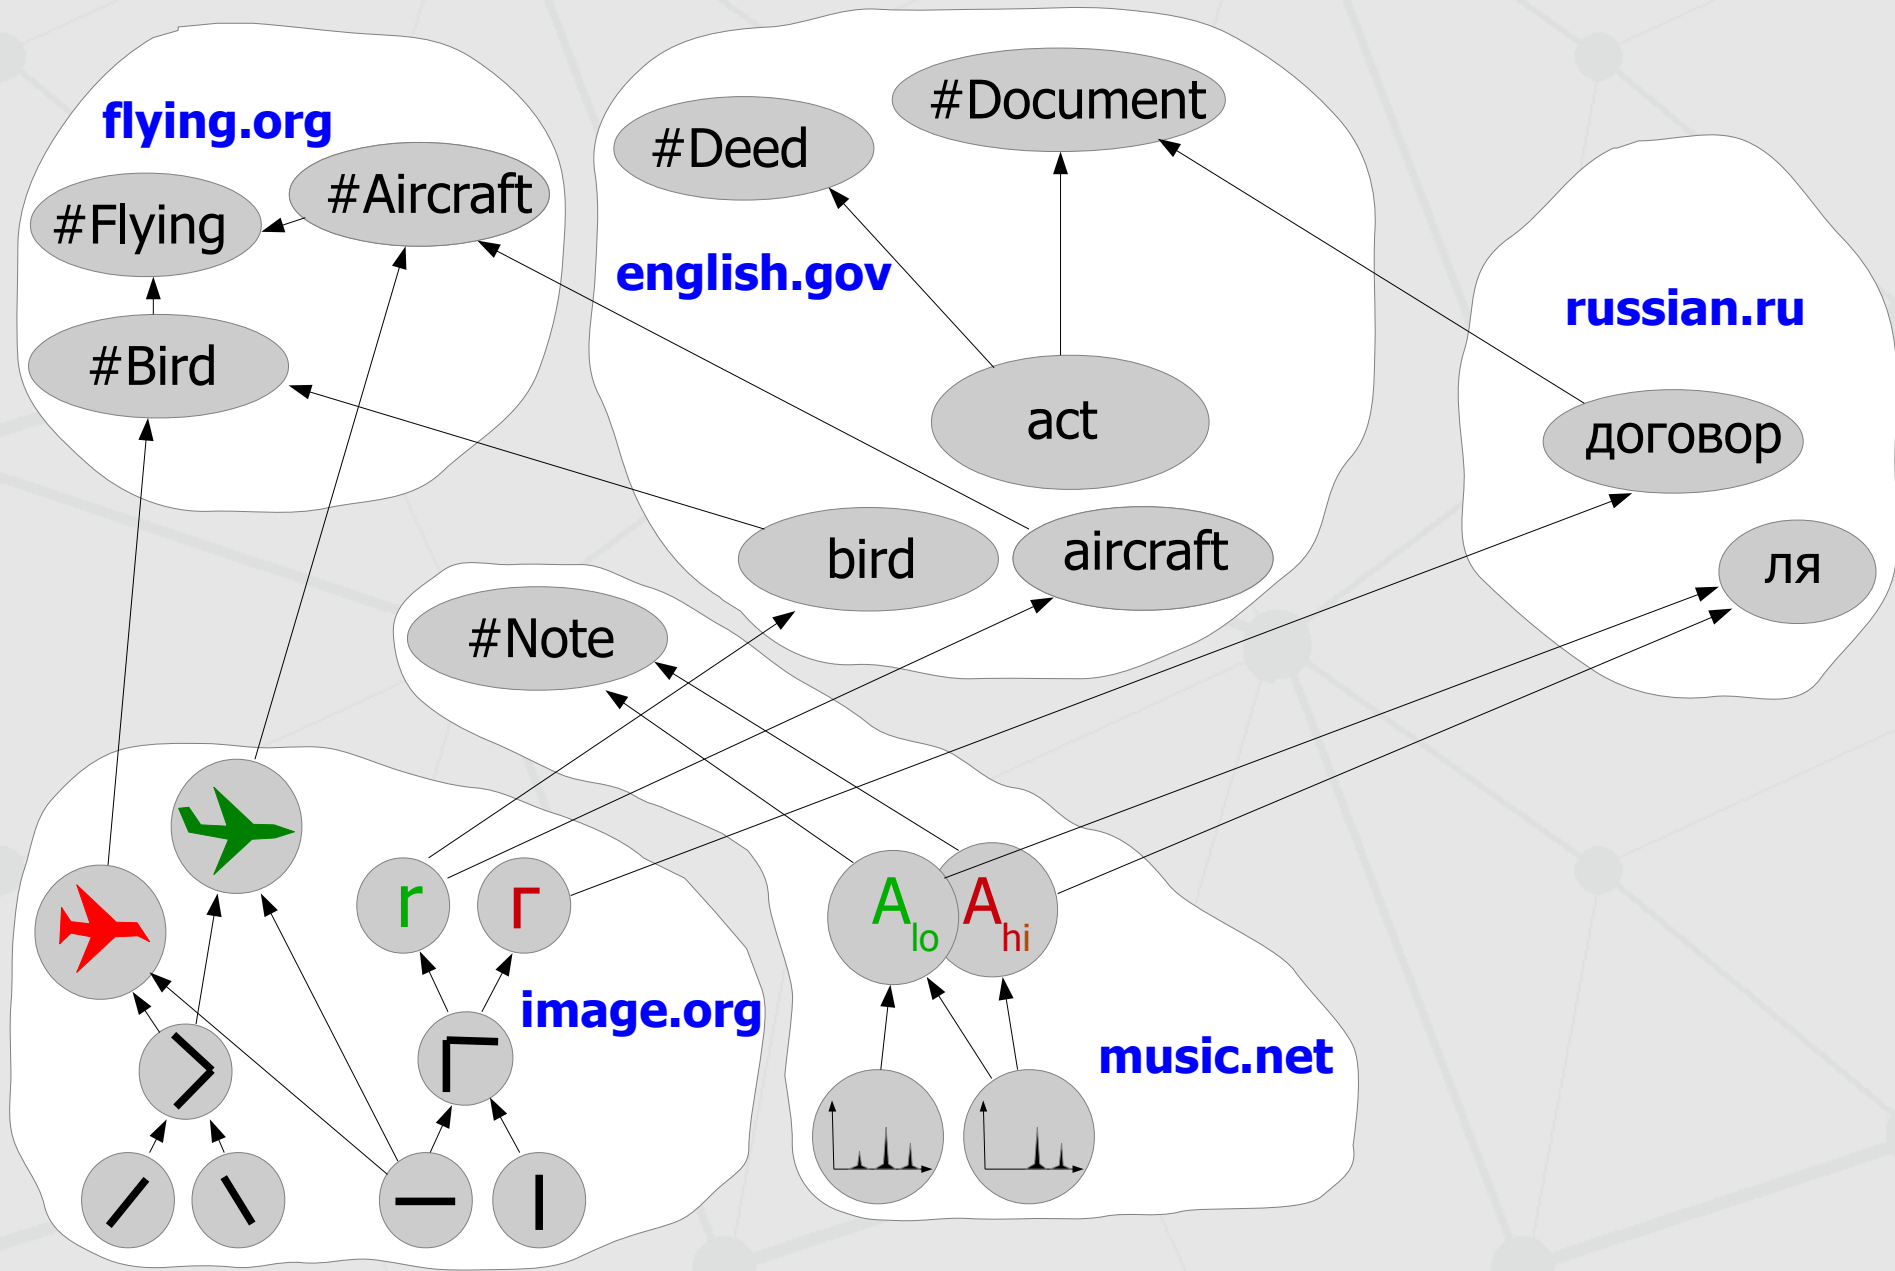 flying.org
#Flying
#Aircraft
#Bird
#Deed
#Document
english.gov
act
bird
aircraft
russian.ru
договор
ля
#Note
r
г
image.org
A
lo
A
hi
music.net